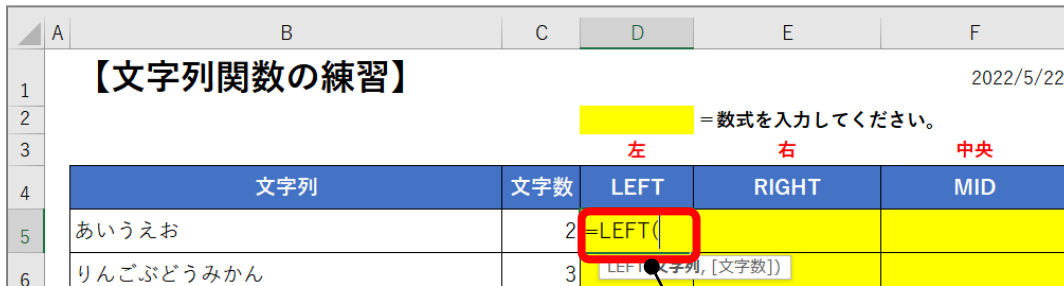 A B C D E F
1 【文字列関数の練習】 2022/5/22
2 =数式を入力してください。
3 左 右 中央
4 文字列 文字数 LEFT RIGHT MID
5 あいうえお 2 =LEFT(
6 りんごぶどうみかん 3 LEFT 文字列, [文字数])